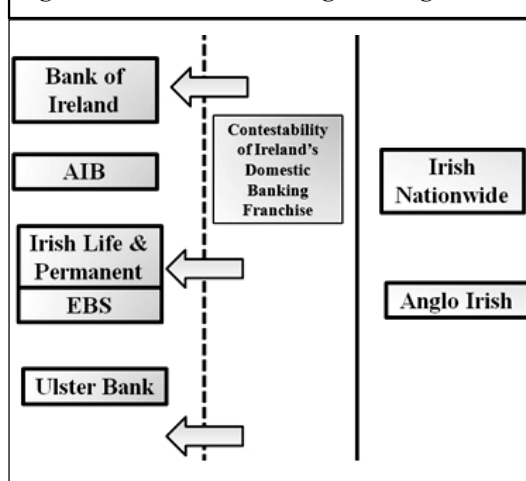 Bank of
Ireland
AIB
Irish Life &
Permanent
EBS
Ulster Bank
Contestability
of Ireland's
Domestic
Banking
Franchise
Irish
Nationwide
Anglo Irish